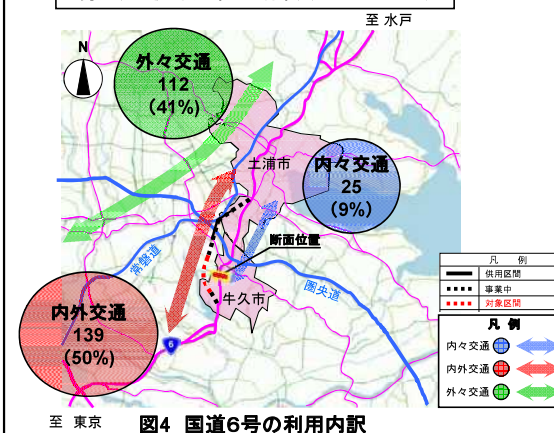 至 水戸
N
外々交通
112
(41%)
土浦市
内々交通
25
(9%)
断面位置
常磐道
圏央道
牛久市
内外交通
139
(50%)
6
凡 例
供用区間
事業中
対象区間
凡 例
内々交通
内外交通
外々交通
至 東京
図4 国道6号の利用内訳